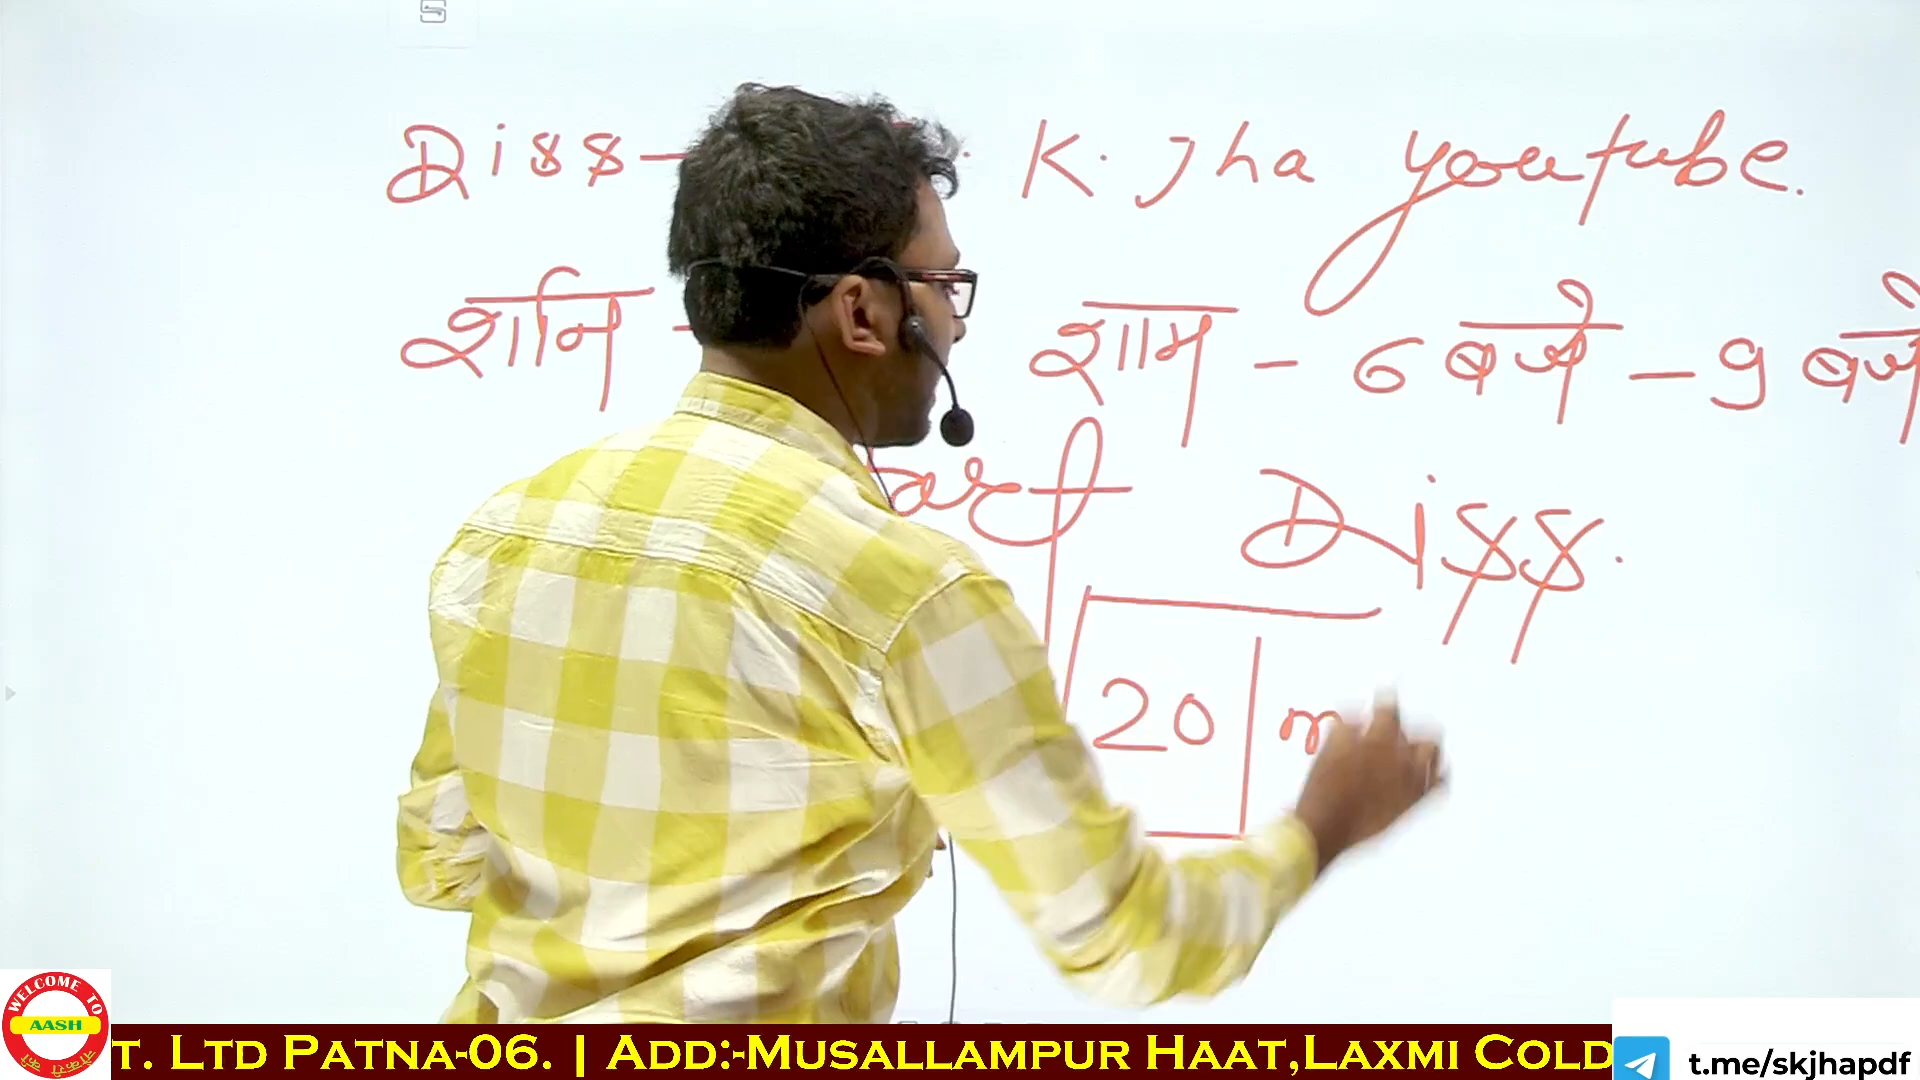 Diss - K. Jha youtube.
शनि - शाम - 6 बजे - 9 बजे
Diss.
20
WELCOME TO
AASH
T. LTD PATNA-06. | ADD:-MUSALLAMPUR HAAT,LAXMI COLD
t.me/skjhapdf